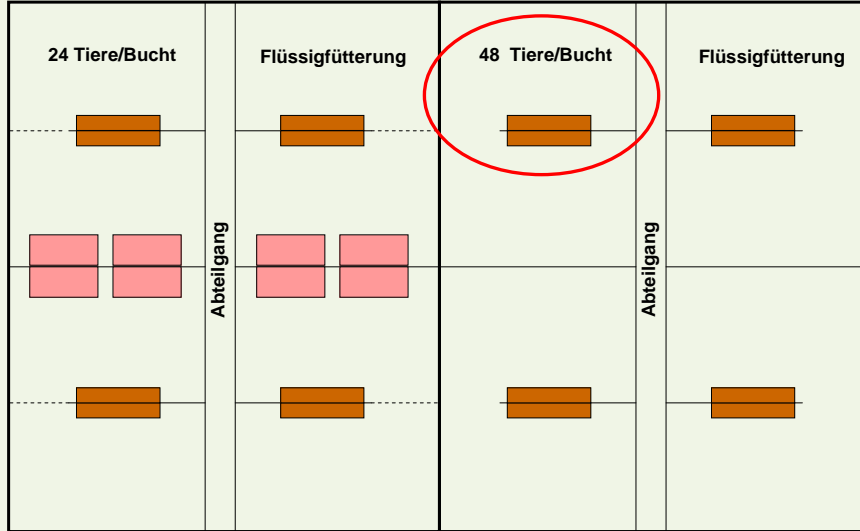 24 Tiere/Bucht
Flüssigfütterung
48 Tiere/Bucht
Flüssigfütterung
Abteilgang
Abteilgang